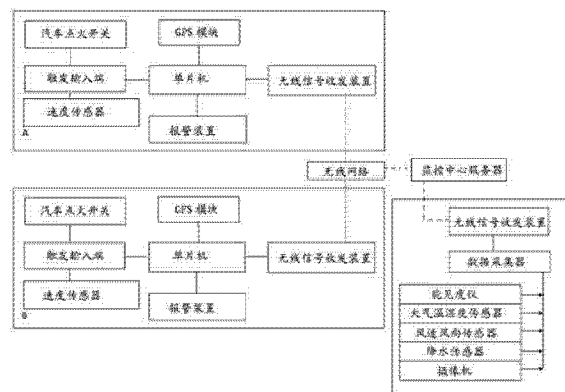 汽车点火开关
GPS 模块
触发输入端
单片机
无线信号收发装置
速度传感器
报警装置
A
无线网络
监控中心服务器
汽车点火开关
GPS 模块
触发输入端
单片机
无线信号收发装置
速度传感器
报警装置
B
无线信号收发装置
数据采集器
能见度仪
大气温湿度传感器
风速风向传感器
降水传感器
摄像机